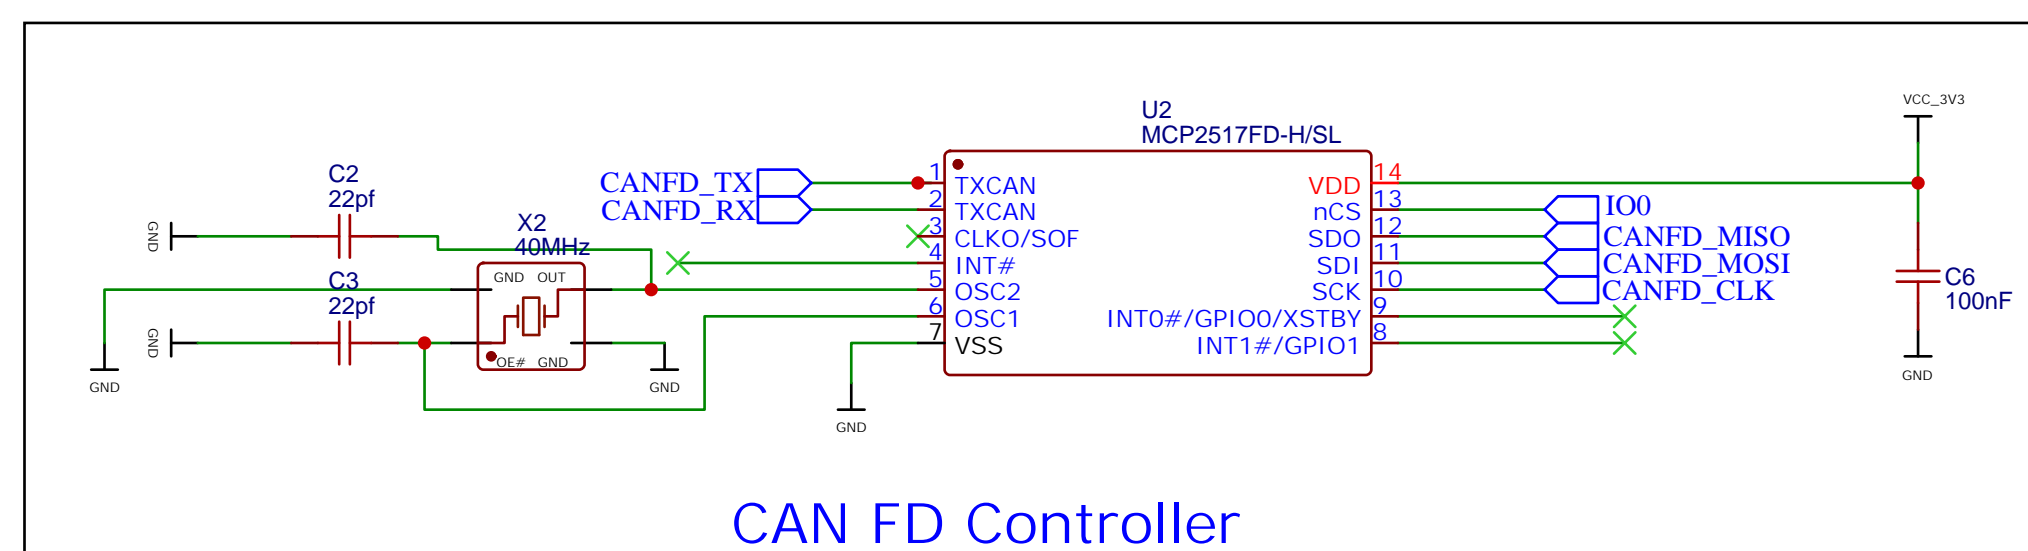 VCC_3V3
U2
MCP2517FD-H/SL
C2
22pf
GND
X2
40MHz
GND OUT
OE# GND
C3
22pf
GND
GND
GND
CANFD_TX
CANFD_RX
1 TXCAN
2 TXCAN
3 CLKO/SOF
4 INT#
5 OSC2
6 OSC1
7 VSS
GND
VDD 14
nCS 13
SDO 12
SDI 11
SCK 10
INT0#/GPIO0/XSTBY 9
INT1#/GPIO1 8
IO0
CANFD_MISO
CANFD_MOSI
CANFD_CLK
C6
100nF
GND
CAN FD Controller